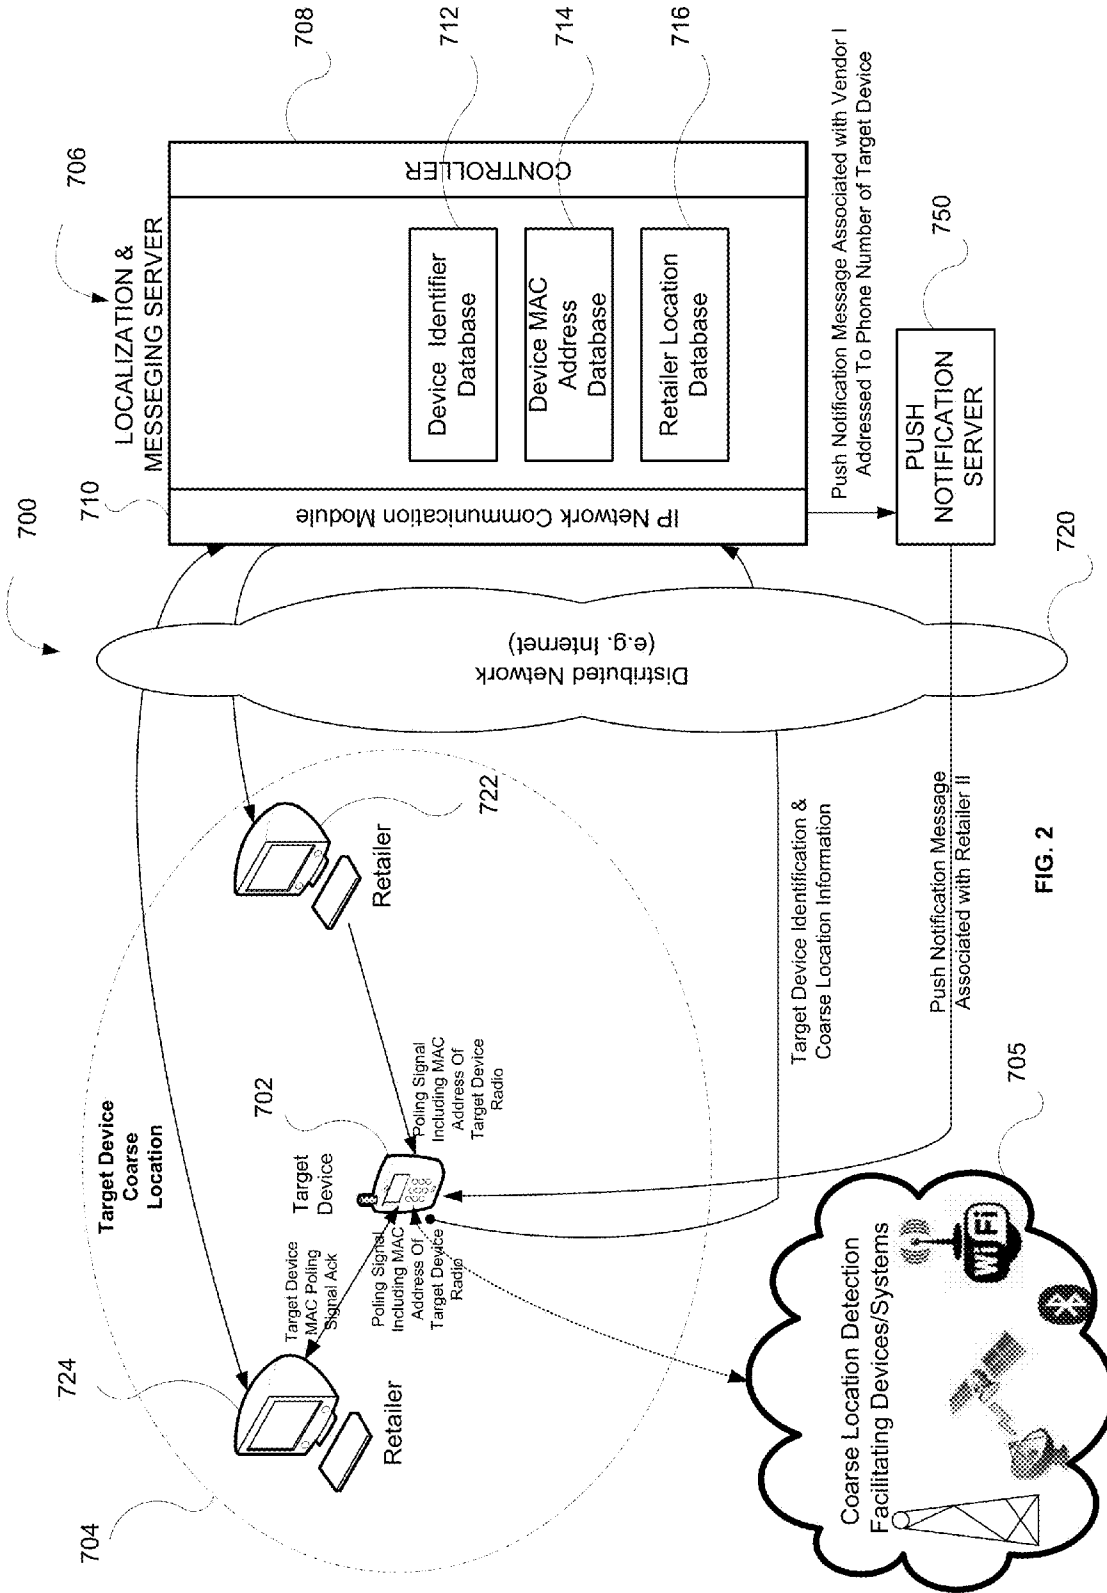 700
706
LOCALIZATION &
MESSEGING SERVER
710
IP Network Communication Module
CONTROLLER
708
Device Identifier
Database
712
Device MAC
Address
Database
714
Retailer Location
Database
716
Distributed Network
(e.g. Internet)
720
Push Notification Message Associated with Vendor I
Addressed To Phone Number of Target Device
PUSH
NOTIFICATION
SERVER
750
Target Device
Coarse
Location
704
724
Retailer
722
Retailer
Target
Device
702
Target Device
MAC Poling
Signal Ack
Poling Signal
Including MAC
Address Of
Target Device
Radio
Poling Signal
Including MAC
Address Of
Target Device
Radio
Target Device Identification &
Coarse Location Information
Push Notification Message
Associated with Retailer II
705
Coarse Location Detection
Facilitating Devices/Systems
Wi Fi
FIG. 2